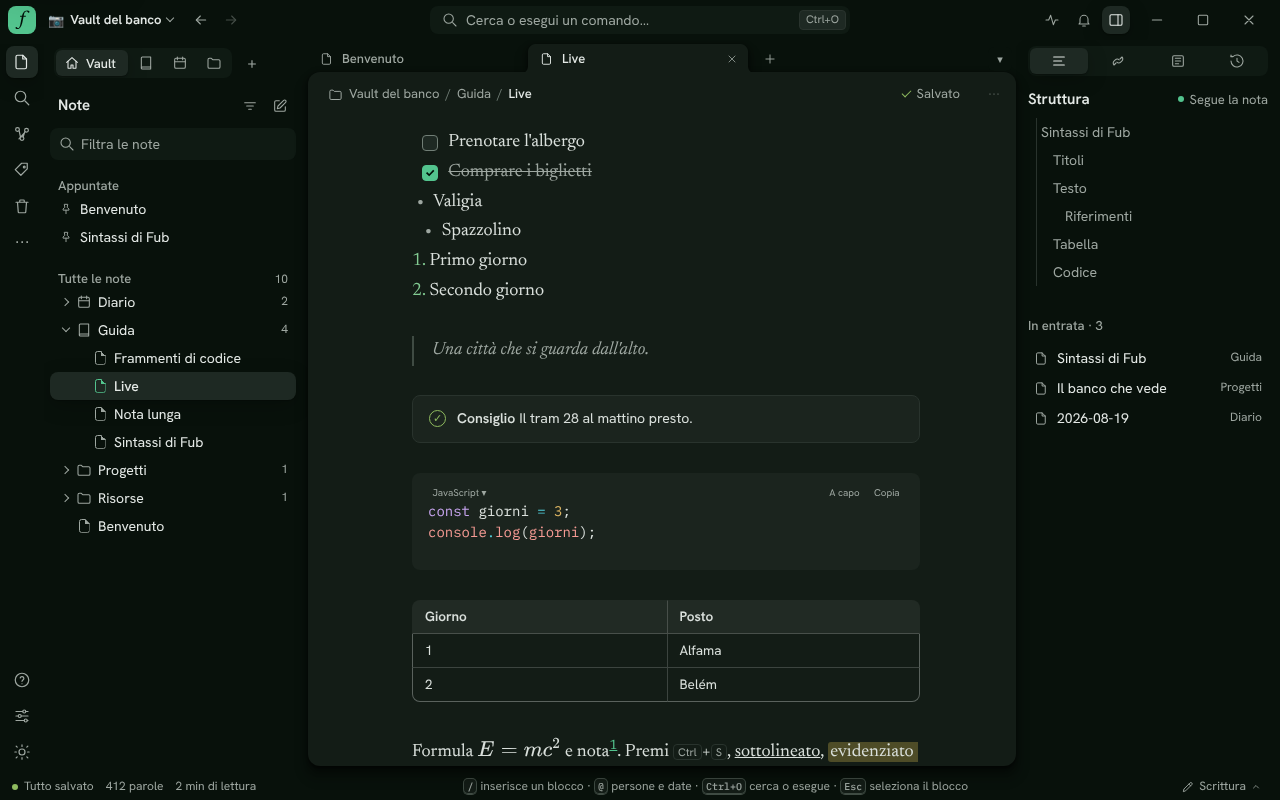 f
Vault del banco
Cerca o esegui un comando…
Ctrl+O
Vault
Note
Filtra le note
Appuntate
Benvenuto
Sintassi di Fub
Tutte le note 10
Diario 2
Guida 4
Frammenti di codice
Live
Nota lunga
Sintassi di Fub
Progetti 1
Risorse 1
Benvenuto
Benvenuto
Live
Vault del banco / Guida / Live
Salvato
Prenotare l'albergo
Comprare i biglietti
• Valigia
• Spazzolino
1. Primo giorno
2. Secondo giorno
Una città che si guarda dall'alto.
Consiglio Il tram 28 al mattino presto.
JavaScript ▾
A capo Copia
const giorni = 3;
console.log(giorni);
Giorno Posto
1 Alfama
2 Belém
Formula E = mc² e nota1. Premi Ctrl+S, sottolineato, evidenziato
Struttura
Segue la nota
Sintassi di Fub
Titoli
Testo
Riferimenti
Tabella
Codice
In entrata · 3
Sintassi di Fub Guida
Il banco che vede Progetti
2026-08-19 Diario
Tutto salvato 412 parole 2 min di lettura
/ inserisce un blocco · @ persone e date · Ctrl+O cerca o esegue · Esc seleziona il blocco
Scrittura